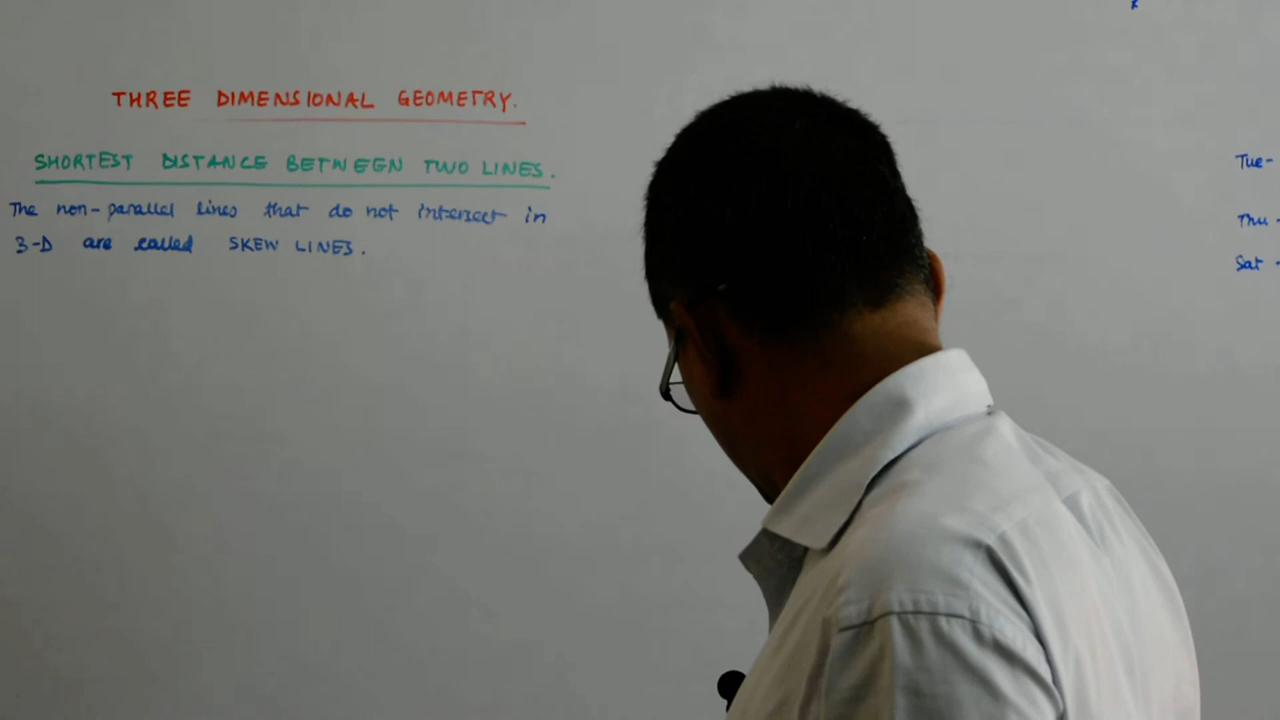 THREE DIMENSIONAL GEOMETRY.
SHORTEST DISTANCE BETWEEN TWO LINES.
The non-parallel lines that do not intersect in
3-D are called SKEW LINES.
Tue-
Thu -
Sat -